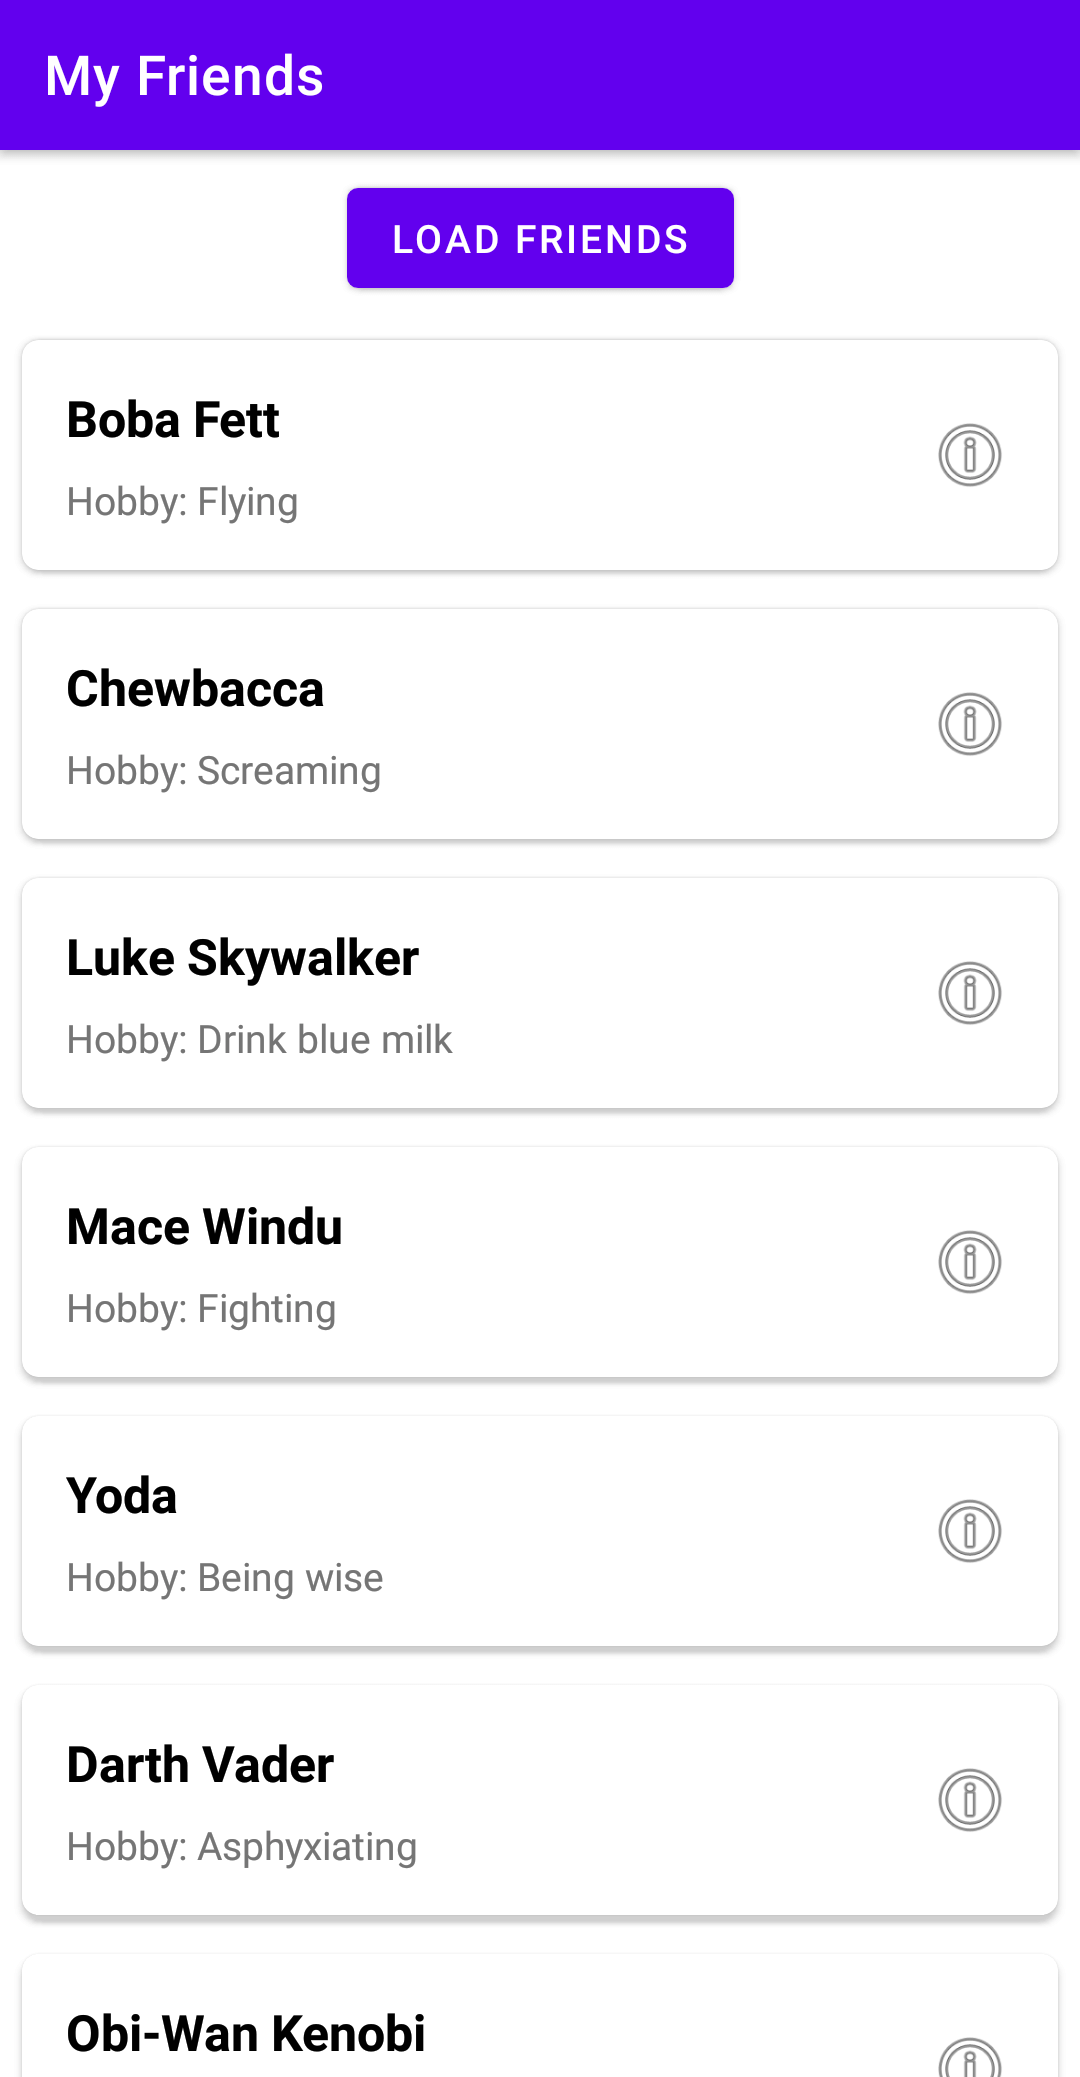 My Friends
LOAD FRIENDS
Boba Fett
Hobby: Flying
Chewbacca
Hobby: Screaming
Luke Skywalker
Hobby: Drink blue milk
Mace Windu
Hobby: Fighting
Yoda
Hobby: Being wise
Darth Vader
Hobby: Asphyxiating
Obi-Wan Kenobi